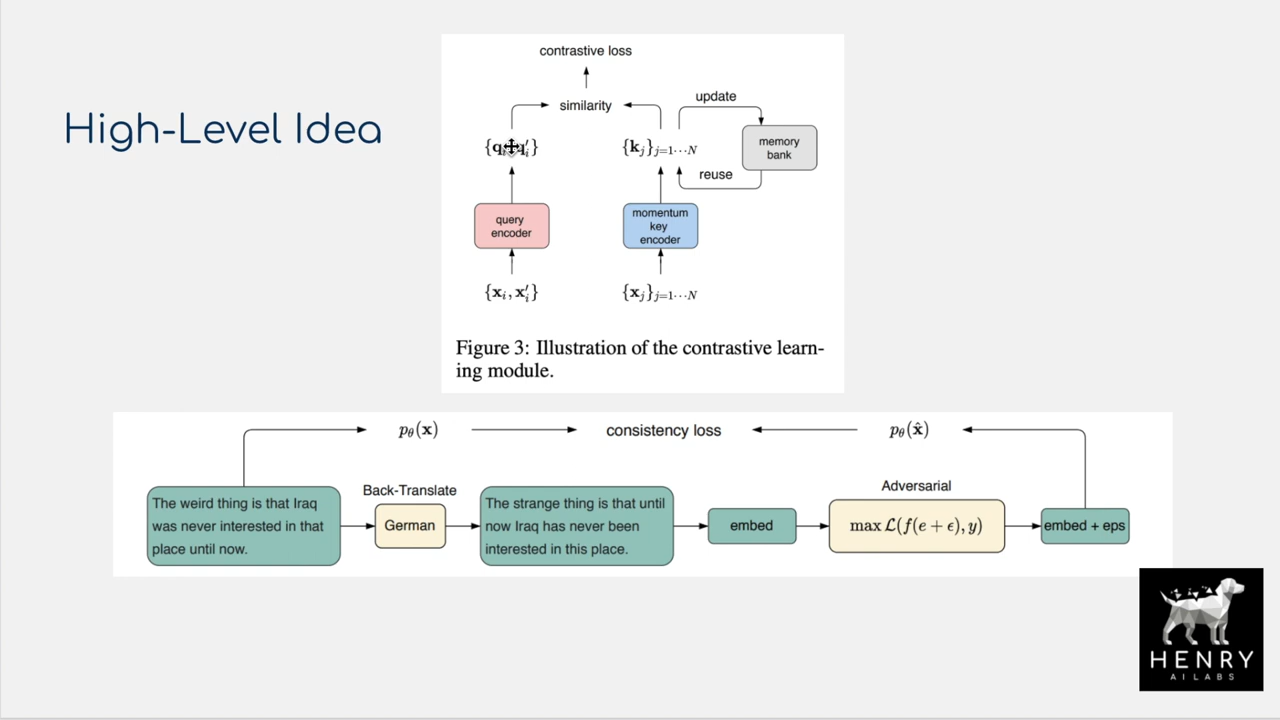 High-Level Idea
contrastive loss
similarity
update
{kⱼ}ⱼ₌₁...N
memory
bank
reuse
query
encoder
momentum
key
encoder
{xᵢ, x′ᵢ}
{xⱼ}ⱼ₌₁...N
Figure 3: Illustration of the contrastive learn-
ing module.
pθ(x)
consistency loss
pθ(x̂)
The weird thing is that Iraq
was never interested in that
place until now.
Back-Translate
German
The strange thing is that until
now Iraq has never been
interested in this place.
embed
Adversarial
max ℒ(f(e + ϵ), y)
embed + eps
HENRY
AI LABS